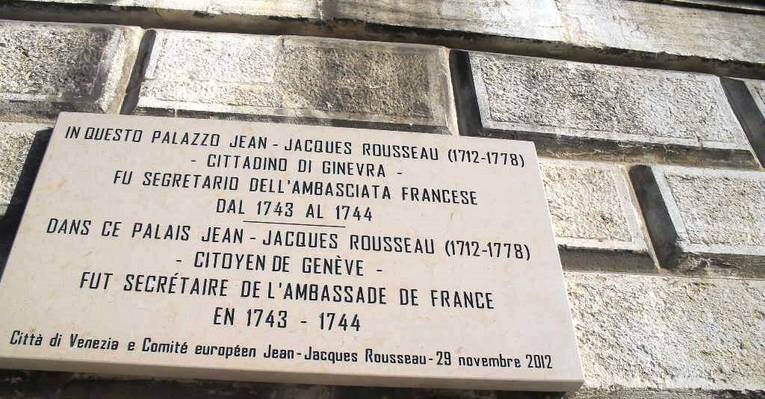 IN QUESTO PALAZZO JEAN - JACQUES ROUSSEAU (1712-1778)
- CITTADINO DI GINEVRA -
FU SEGRETARIO DELL'AMBASCIATA FRANCESE
DAL 1743 AL 1744
DANS CE PALAIS JEAN - JACQUES ROUSSEAU (1712-1778)
- CITOYEN DE GENÈVE -
FUT SECRÉTAIRE DE L'AMBASSADE DE FRANCE
EN 1743 - 1744
Città di Venezia e Comité européen Jean-Jacques Rousseau - 29 novembre 2012